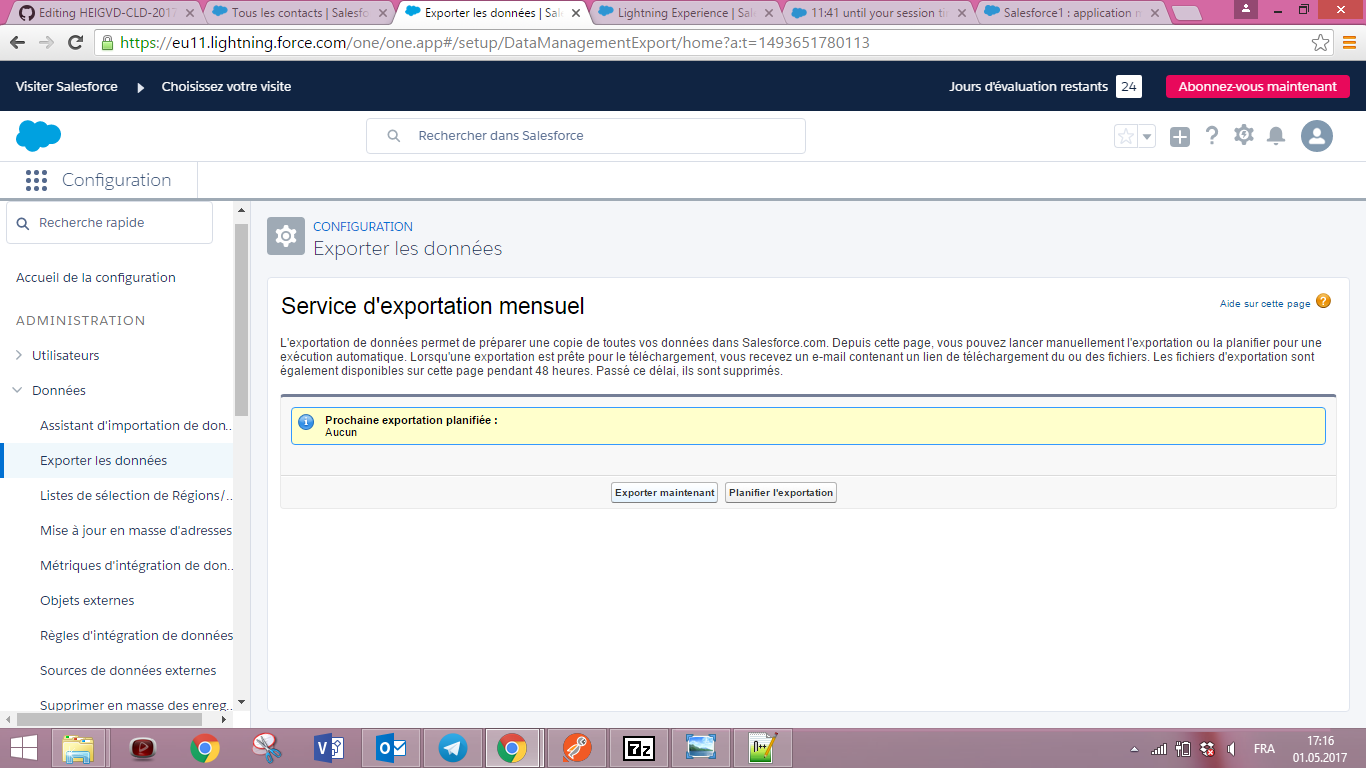 Editing HEIGVD-CLD-2017
Tous les contacts | Salesfo
Exporter les données | Sale
Lightning Experience | Sal
11:41 until your session ti
Salesforce1 : application m
https://eu11.lightning.force.com/one/one.app#/setup/DataManagementExport/home?a:t=1493651780113
Visiter Salesforce
Choisissez votre visite
Jours d'évaluation restants 24
Abonnez-vous maintenant
Rechercher dans Salesforce
Configuration
Recherche rapide
Accueil de la configuration
ADMINISTRATION
Utilisateurs
Données
Assistant d'importation de don..
Exporter les données
Listes de sélection de Régions/..
Mise à jour en masse d'adresses
Métriques d'intégration de don..
Objets externes
Règles d'intégration de données
Sources de données externes
Supprimer en masse des enreg..
CONFIGURATION
Exporter les données
Service d'exportation mensuel
Aide sur cette page ?
L'exportation de données permet de préparer une copie de toutes vos données dans Salesforce.com. Depuis cette page, vous pouvez lancer manuellement l'exportation ou la planifier pour une
exécution automatique. Lorsqu'une exportation est prête pour le téléchargement, vous recevez un e-mail contenant un lien de téléchargement du ou des fichiers. Les fichiers d'exportation sont
également disponibles sur cette page pendant 48 heures. Passé ce délai, ils sont supprimés.
Prochaine exportation planifiée :
Aucun
Exporter maintenant
Planifier l'exportation
FRA
17:16
01.05.2017